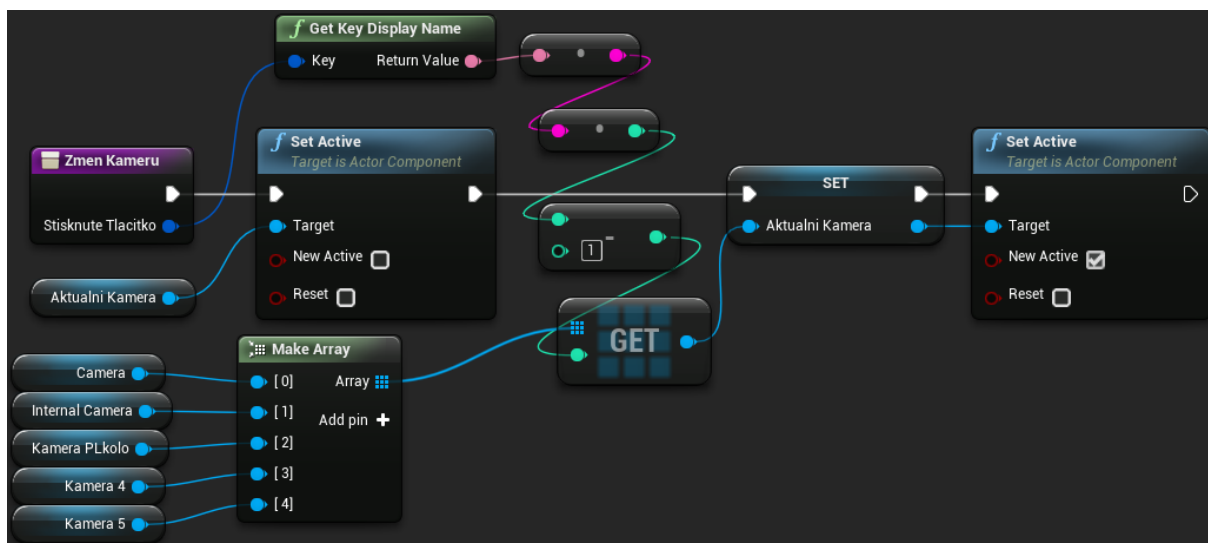 f Get Key Display Name
Key Return Value
Zmen Kameru
Stisknute Tlacitko
Aktualni Kamera
f Set Active
Target is Actor Component
Target
New Active
Reset
1 -
SET
Aktualni Kamera
f Set Active
Target is Actor Component
Target
New Active
Reset
GET
Camera
Internal Camera
Kamera PLkolo
Kamera 4
Kamera 5
Make Array
[0] Array
[1] Add pin +
[2]
[3]
[4]